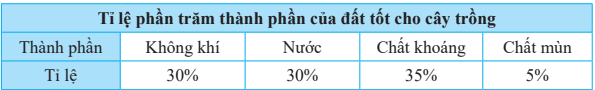 Tỉ lệ phần trăm thành phần của đất tốt cho cây trồng
Thành phần Không khí Nước Chất khoáng Chất mùn
Tỉ lệ 30% 30% 35% 5%